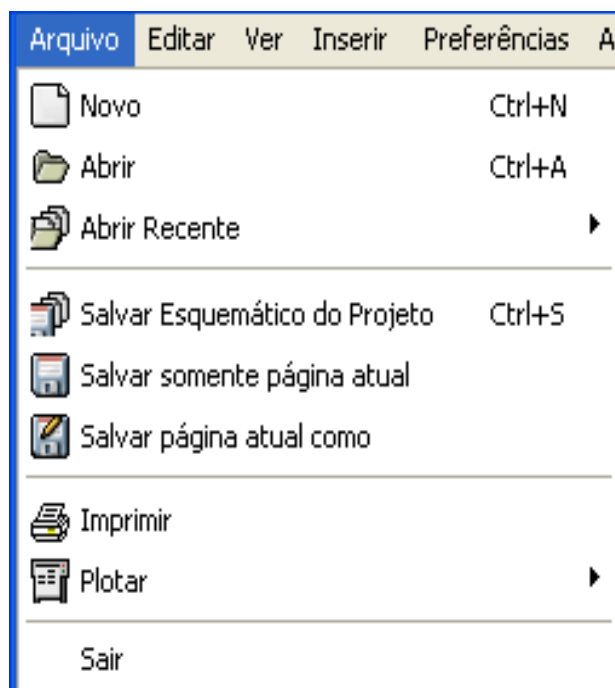 Arquivo Editar Ver Inserir Preferências A
Novo Ctrl+N
Abrir Ctrl+A
Abrir Recente
Salvar Esquemático do Projeto Ctrl+S
Salvar somente página atual
Salvar página atual como
Imprimir
Plotar
Sair